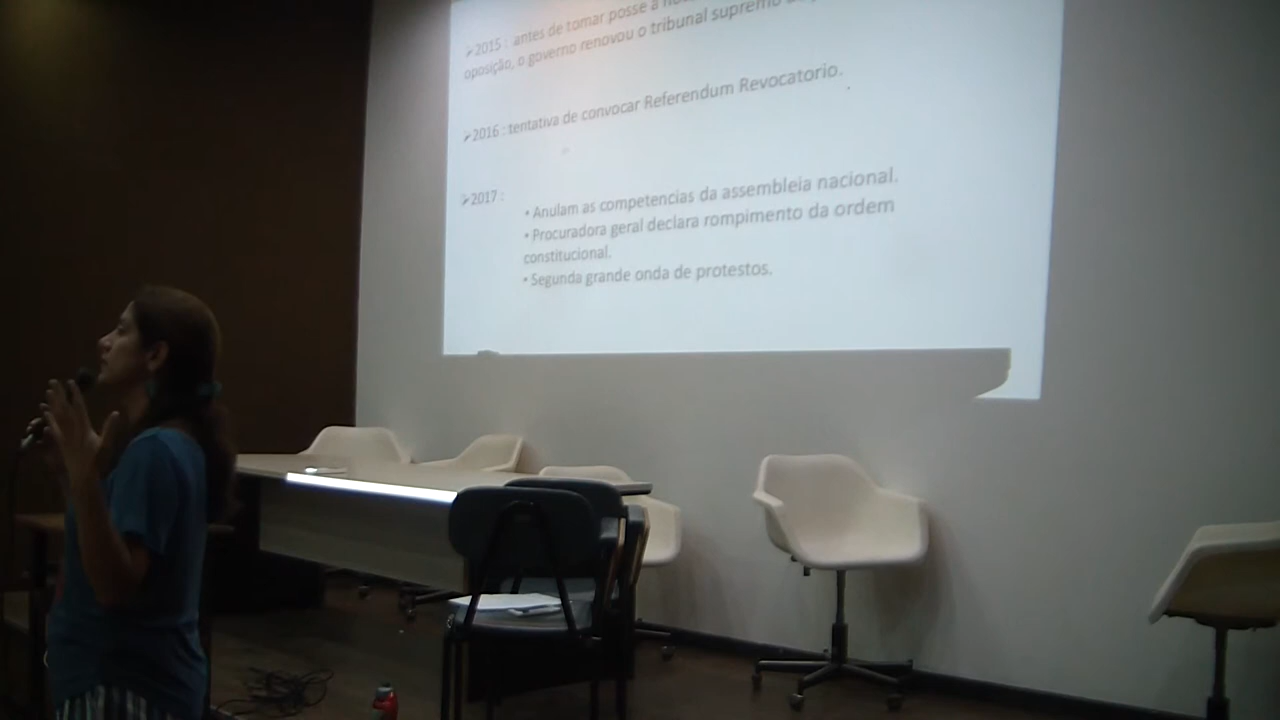 ➢2015 : antes de tomar posse a
oposição, o governo renovou o tribunal supremo
➢2016 : tentativa de convocar Referendum Revocatorio.
➢2017 :
• Anulam as competencias da assembleia nacional.
• Procuradora geral declara rompimento da ordem
constitucional.
• Segunda grande onda de protestos.